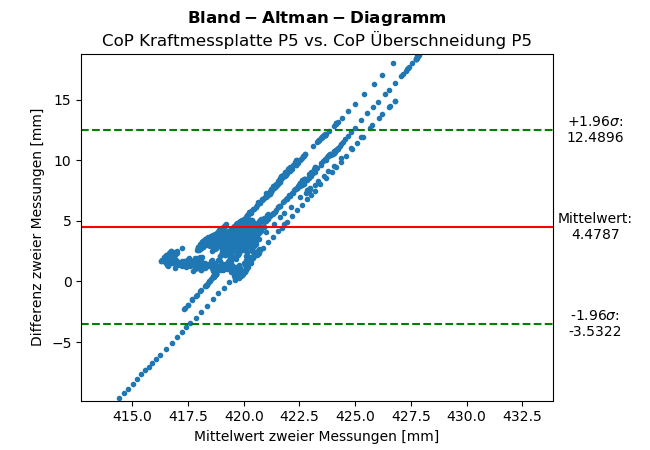 Bland − Altman − Diagramm
CoP Kraftmessplatte P5 vs. CoP Überschneidung P5
Differenz zweier Messungen [mm]
15
10
5
0
−5
+1.96σ:
12.4896
Mittelwert:
4.4787
-1.96σ:
-3.5322
415.0 417.5 420.0 422.5 425.0 427.5 430.0 432.5
Mittelwert zweier Messungen [mm]